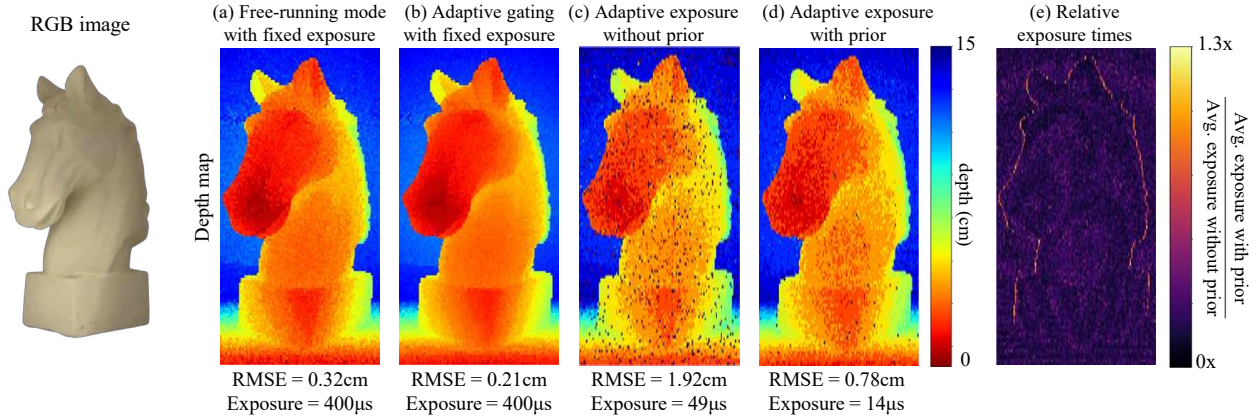 RGB image
(a) Free-running mode
with fixed exposure
(b) Adaptive gating
with fixed exposure
(c) Adaptive exposure
without prior
(d) Adaptive exposure
with prior
(e) Relative
exposure times
Depth map
15
depth (cm)
0
1.3x
Avg. exposure with prior
Avg. exposure without prior
0x
RMSE = 0.32cm
Exposure = 400μs
RMSE = 0.21cm
Exposure = 400μs
RMSE = 1.92cm
Exposure = 49μs
RMSE = 0.78cm
Exposure = 14μs